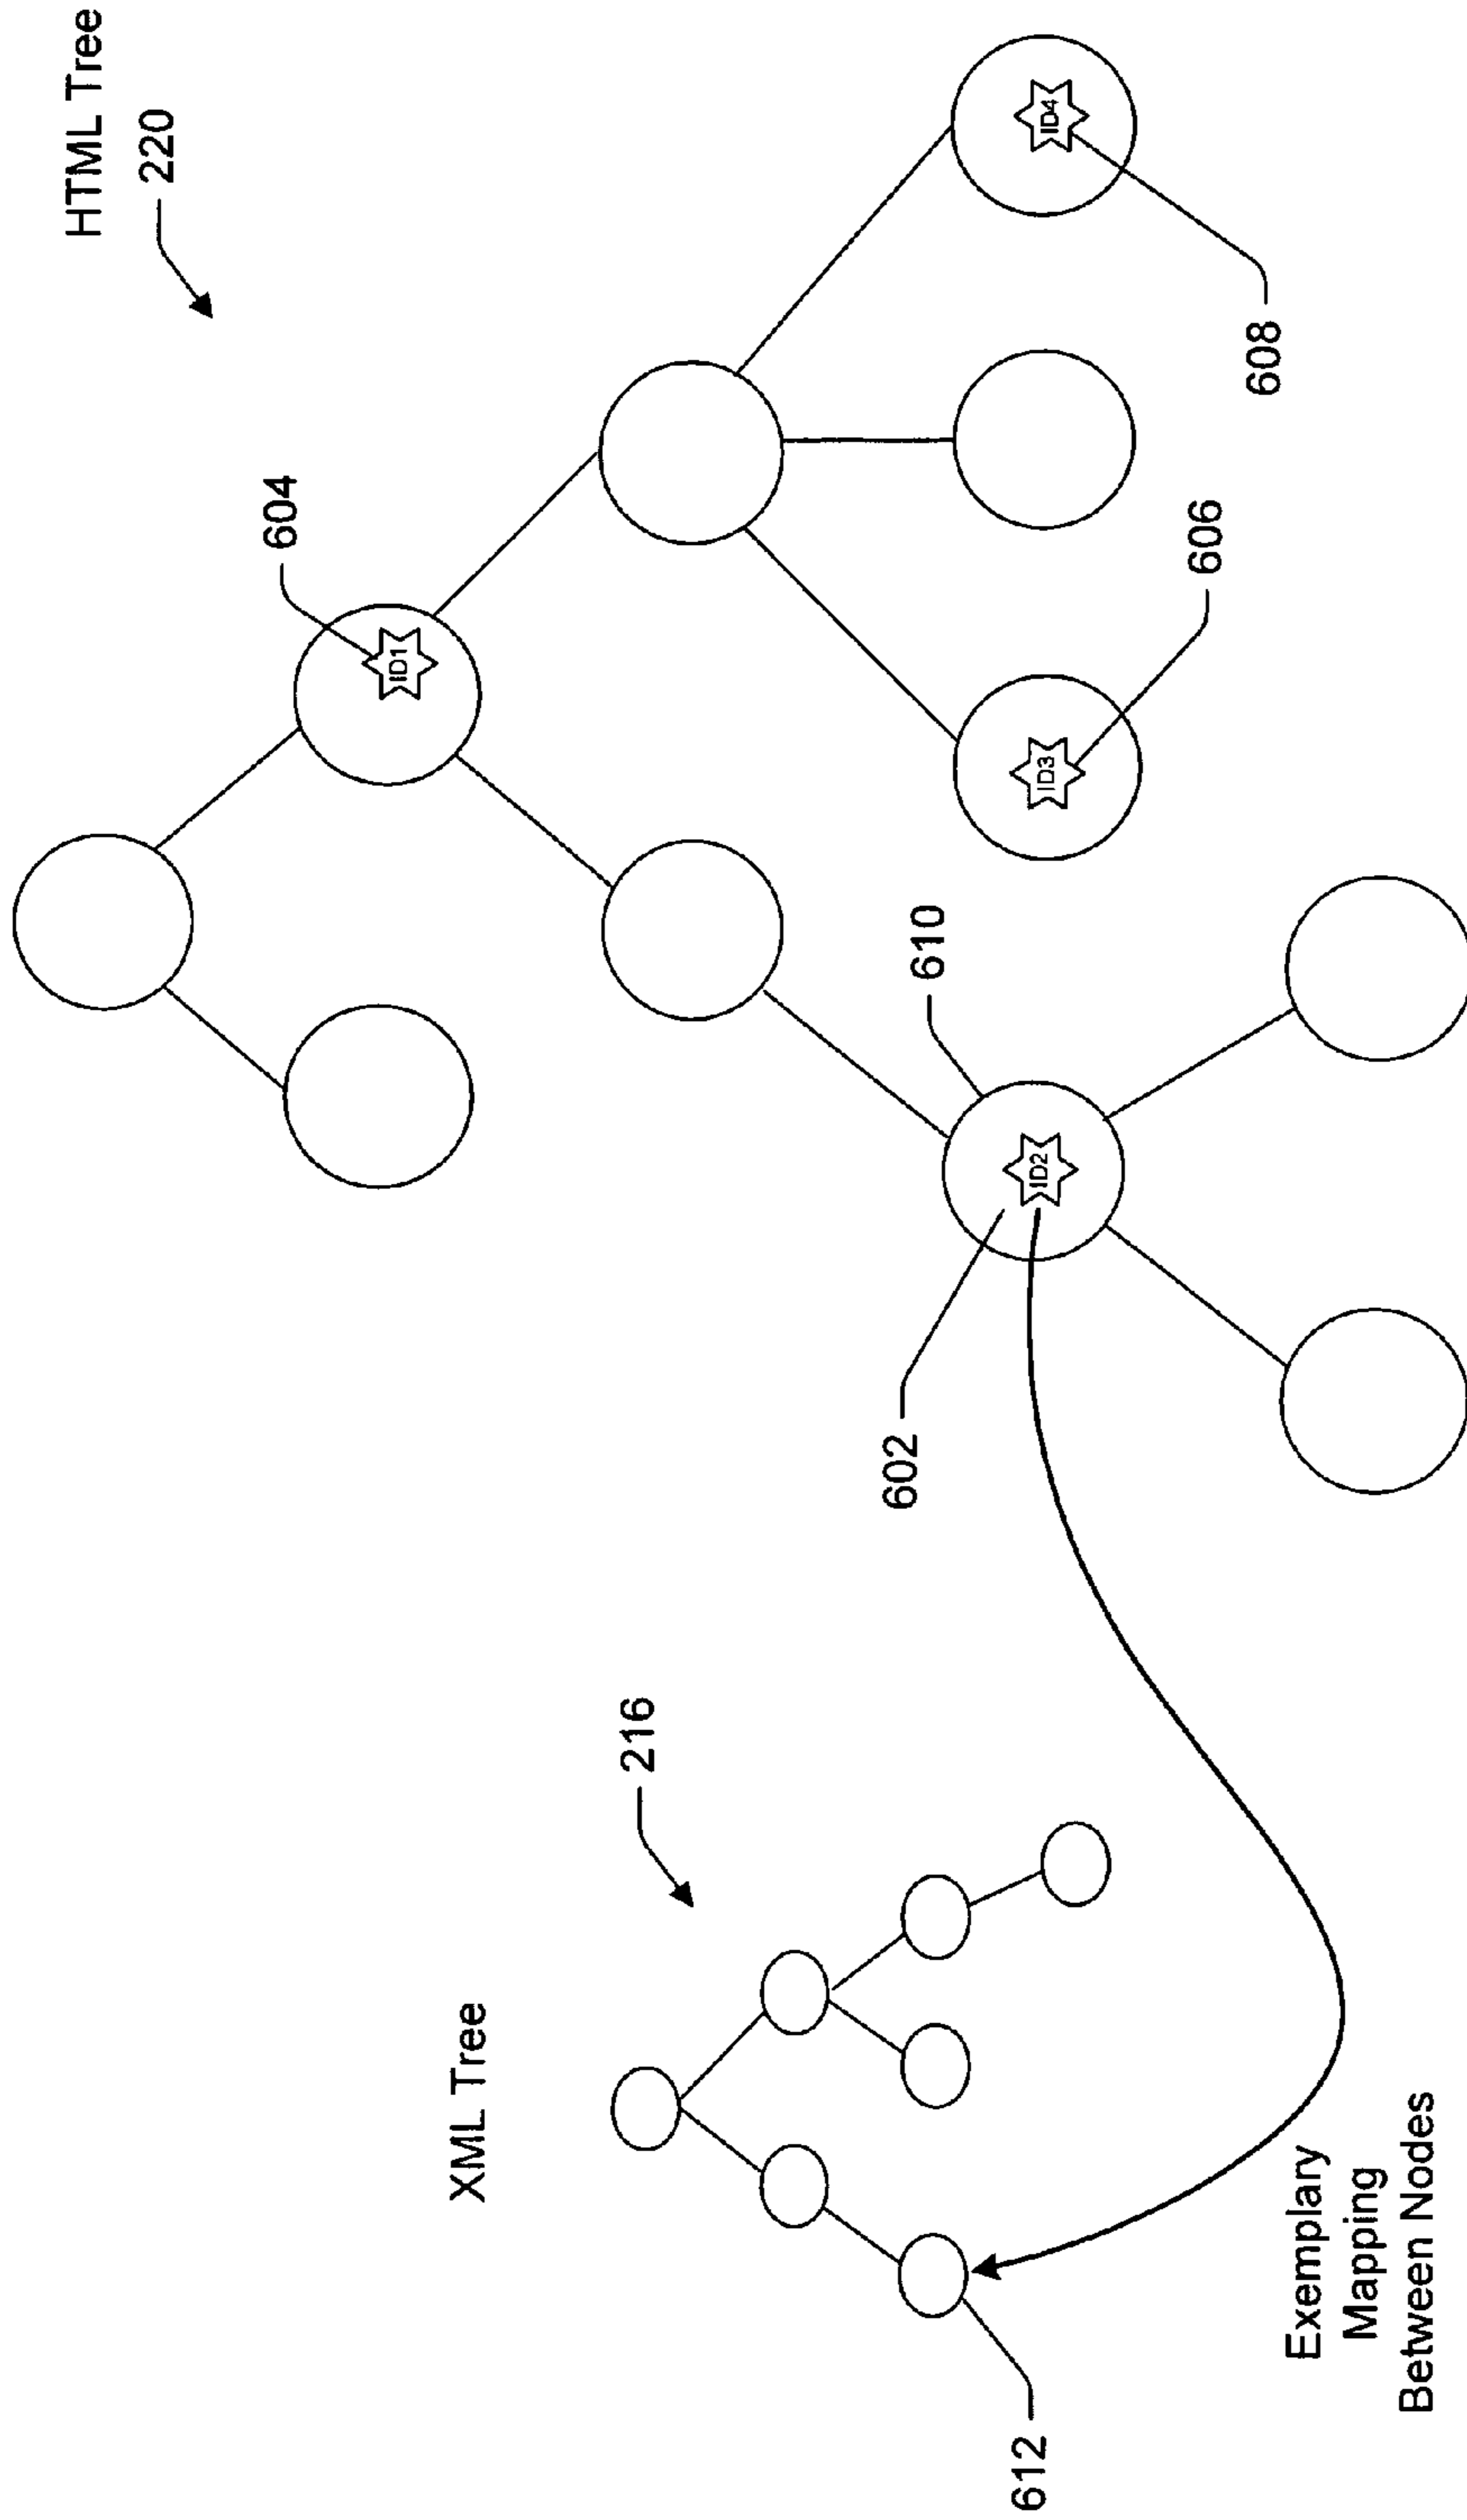 HTML Tree
220
604
ID1
ID4
608
606
ID3
610
ID2
602
216
XML Tree
612
Exemplary
Mapping
Between Nodes